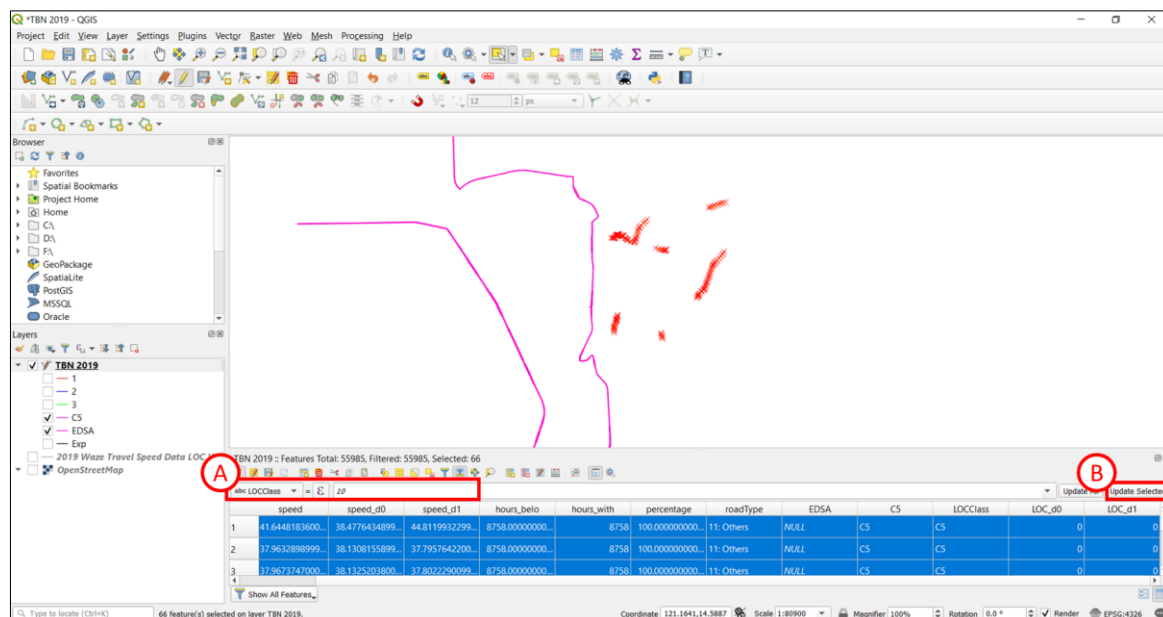 *TBN 2019 - QGIS
Project Edit View Layer Settings Plugins Vector Raster Web Mesh Processing Help
12 px
Browser
Favorites
Spatial Bookmarks
Project Home
Home
C:\
D:\
F:\
GeoPackage
SpatiaLite
PostGIS
MSSQL
Oracle
Layers
TBN 2019
1
2
3
C5
EDSA
Exp
2019 Waze Travel Speed Data LOC
OpenStreetMap
A
B
TBN 2019 :: Features Total: 55985, Filtered: 55985, Selected: 66
abc LOCClass = ε 10 Update All Update Selected
speed speed_d0 speed_d1 hours_belo hours_with percentage roadType EDSA C5 LOCClass LOC_d0 LOC_d1
1 41.6448183600... 38.4776434899... 44.8119932299... 8758.00000000... 8758 100.000000000... 11: Others NULL C5 C5 0 0
2 37.9632898999... 38.1308155899... 37.7957642200... 8758.00000000... 8758 100.000000000... 11: Others NULL C5 C5 0 0
3 37.9673747000... 38.1325203800... 37.8022290099... 8758.00000000... 8758 100.000000000... 11: Others NULL C5 C5 0 0
Show All Features
Type to locate (Ctrl+K) 66 feature(s) selected on layer TBN 2019. Coordinate 121.1641,14.5887 Scale 1:80900 Magnifier 100% Rotation 0.0 ° Render EPSG:4326